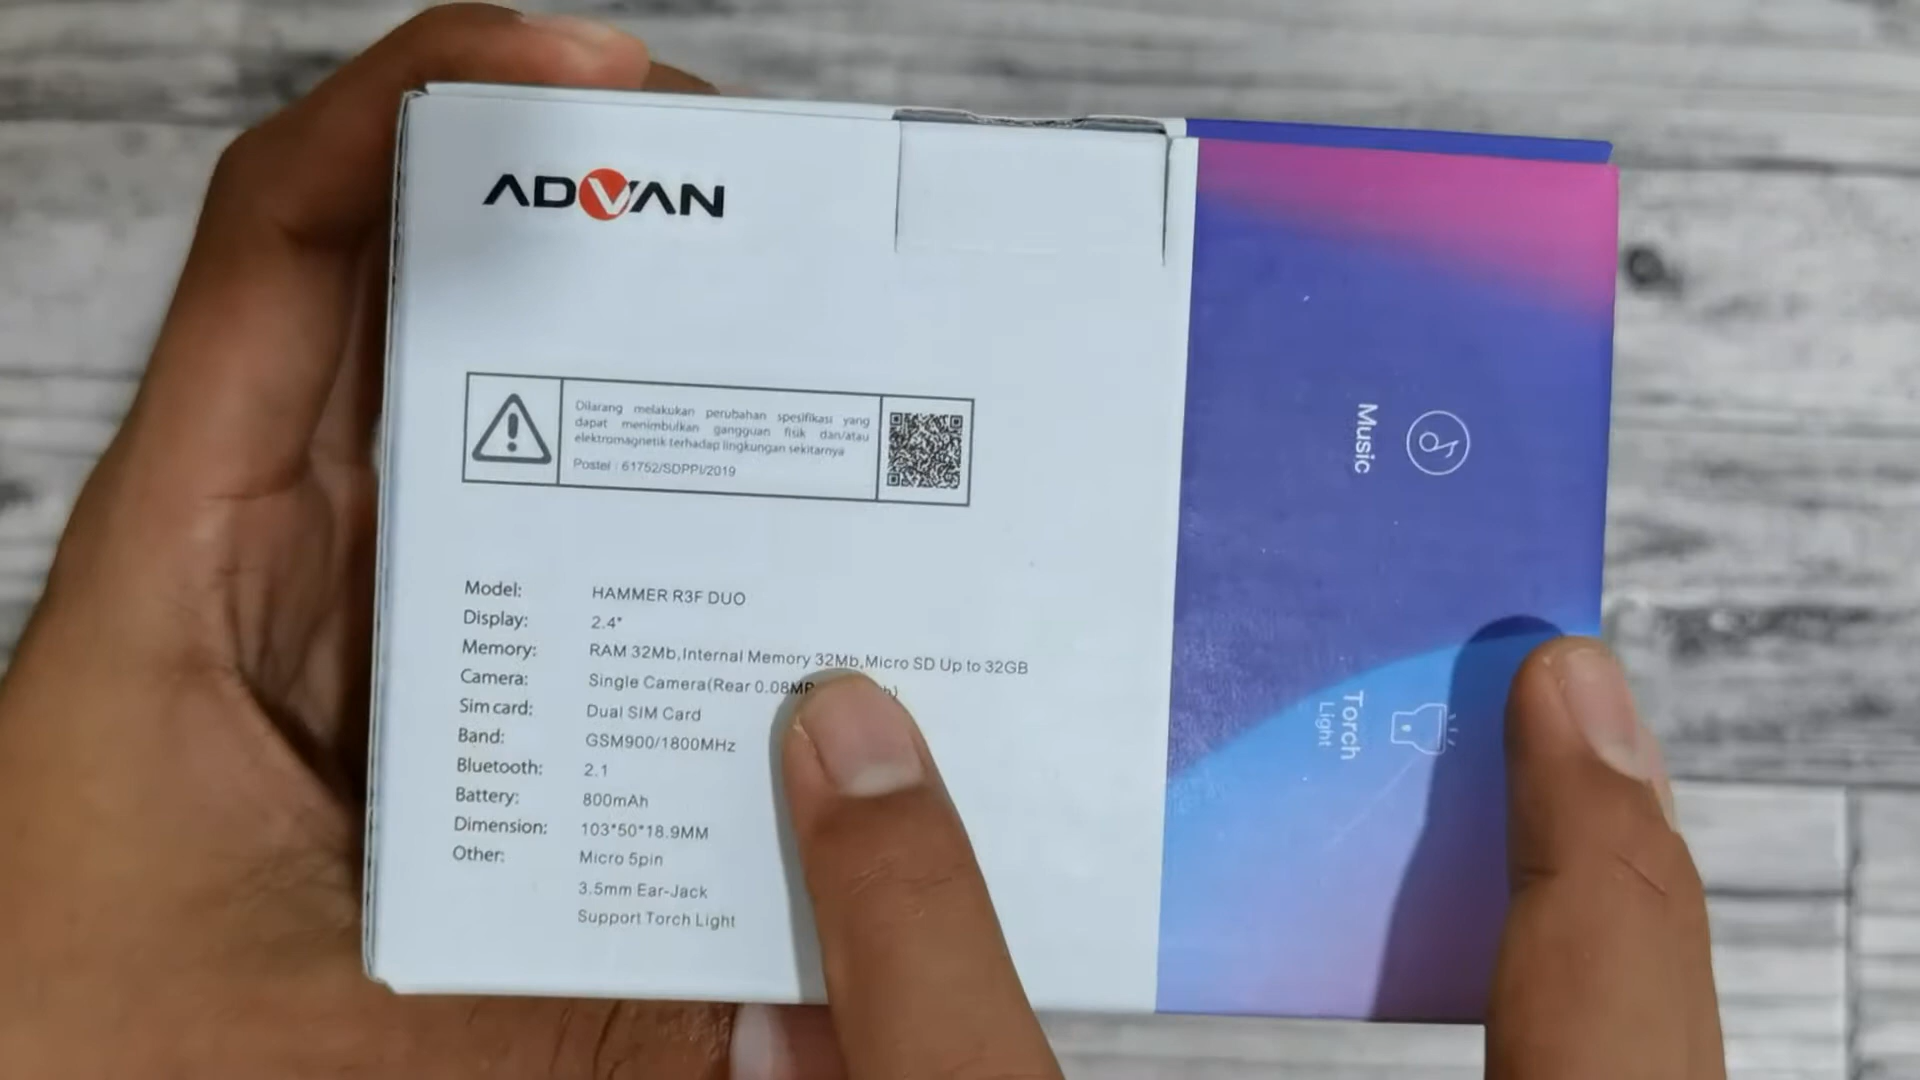 ADVAN
Dilarang melakukan perubahan spesifikasi yang
dapat menimbulkan gangguan fisik dan/atau
elektromagnetik terhadap lingkungan sekitarnya
Postel : 61752/SDPPI/2019
Model: HAMMER R3F DUO
Display: 2.4"
Memory: RAM 32Mb,Internal Memory 32Mb,Micro SD Up to 32GB
Camera: Single Camera(Rear 0.08MP
Sim card: Dual SIM Card
Band: GSM900/1800MHz
Bluetooth: 2.1
Battery: 800mAh
Dimension: 103*50*18.9MM
Other: Micro 5pin
3.5mm Ear-Jack
Support Torch Light
Music
Torch
Light